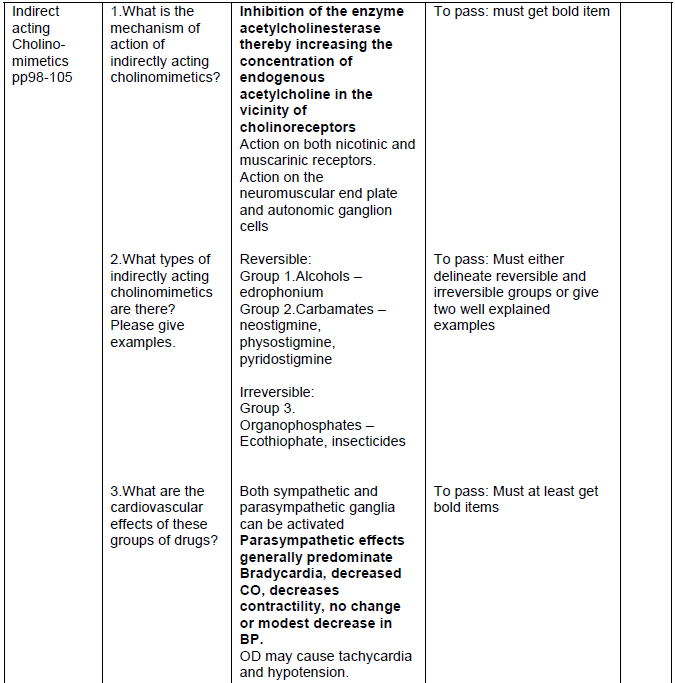 Indirect
acting
Cholino-
mimetics
pp98-105
1.What is the
mechanism of
action of
indirectly acting
cholinomimetics?
Inhibition of the enzyme
acetylcholinesterase
thereby increasing the
concentration of
endogenous
acetylcholine in the
vicinity of
cholinoreceptors
Action on both nicotinic and
muscarinic receptors.
Action on the
neuromuscular end plate
and autonomic ganglion
cells
To pass: must get bold item
2.What types of
indirectly acting
cholinomimetics
are there?
Please give
examples.
Reversible:
Group 1.Alcohols –
edrophonium
Group 2.Carbamates –
neostigmine,
physostigmine,
pyridostigmine
Irreversible:
Group 3.
Organophosphates –
Ecothiophate, insecticides
To pass: Must either
delineate reversible and
irreversible groups or give
two well explained
examples
3.What are the
cardiovascular
effects of these
groups of drugs?
Both sympathetic and
parasympathetic ganglia
can be activated
Parasympathetic effects
generally predominate
Bradycardia, decreased
CO, decreases
contractility, no change
or modest decrease in
BP.
OD may cause tachycardia
and hypotension.
To pass: Must at least get
bold items